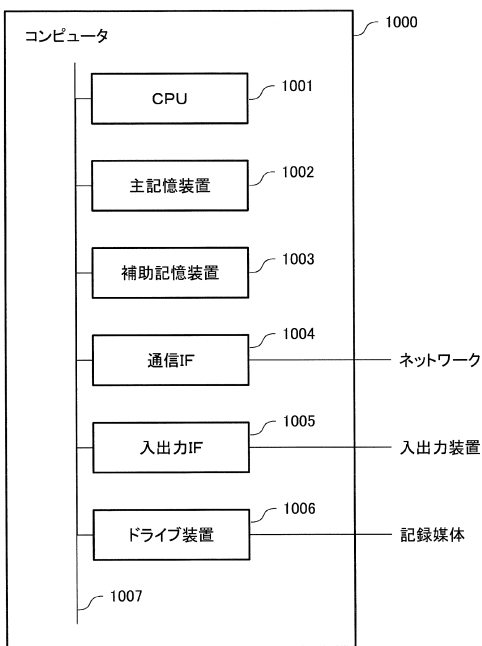 1000
コンピュータ
1001
CPU
1002
主記憶装置
1003
補助記憶装置
1004
通信IF
ネットワーク
1005
入出力IF
入出力装置
1006
ドライブ装置
記録媒体
1007